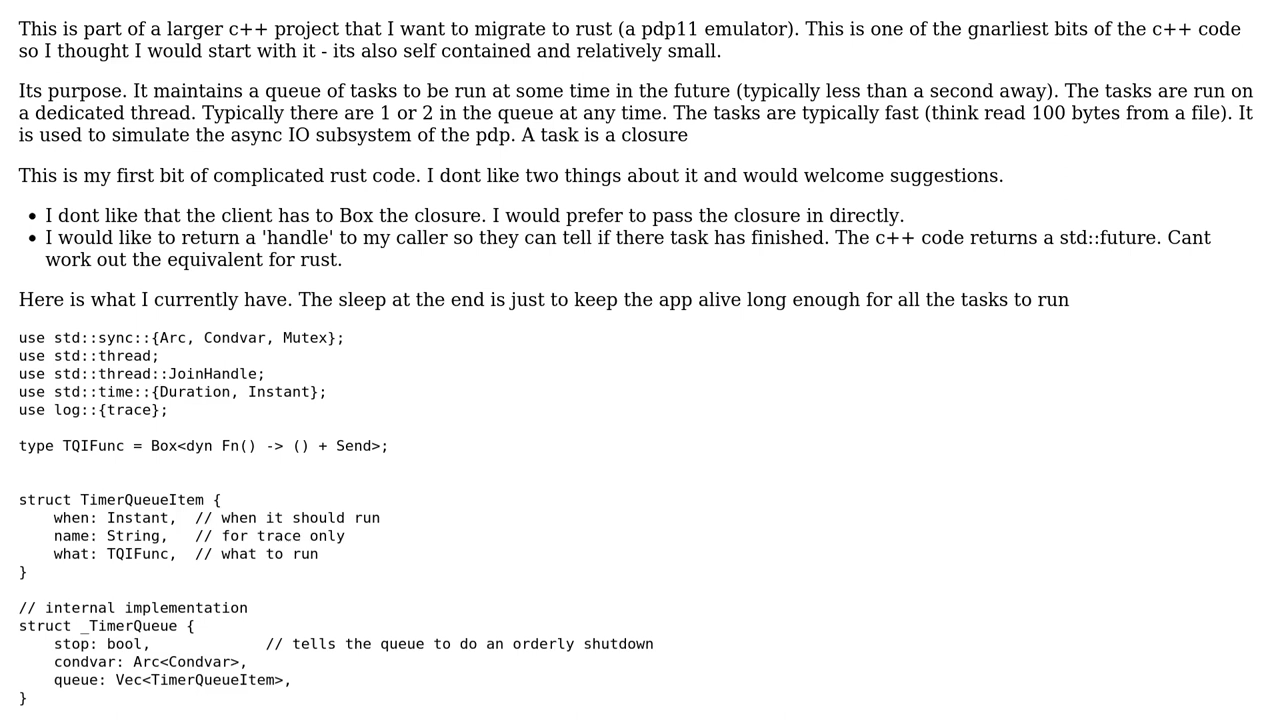 This is part of a larger c++ project that I want to migrate to rust (a pdp11 emulator). This is one of the gnarliest bits of the c++ code
so I thought I would start with it - its also self contained and relatively small.
Its purpose. It maintains a queue of tasks to be run at some time in the future (typically less than a second away). The tasks are run on
a dedicated thread. Typically there are 1 or 2 in the queue at any time. The tasks are typically fast (think read 100 bytes from a file). It
is used to simulate the async IO subsystem of the pdp. A task is a closure
This is my first bit of complicated rust code. I dont like two things about it and would welcome suggestions.
• I dont like that the client has to Box the closure. I would prefer to pass the closure in directly.
• I would like to return a 'handle' to my caller so they can tell if there task has finished. The c++ code returns a std::future. Cant
work out the equivalent for rust.
Here is what I currently have. The sleep at the end is just to keep the app alive long enough for all the tasks to run
use std::sync::{Arc, Condvar, Mutex};
use std::thread;
use std::thread::JoinHandle;
use std::time::{Duration, Instant};
use log::{trace};
type TQIFunc = Box<dyn Fn() -> () + Send>;
struct TimerQueueItem {
    when: Instant,  // when it should run
    name: String,   // for trace only
    what: TQIFunc,  // what to run
}
// internal implementation
struct _TimerQueue {
    stop: bool,             // tells the queue to do an orderly shutdown
    condvar: Arc<Condvar>,
    queue: Vec<TimerQueueItem>,
}